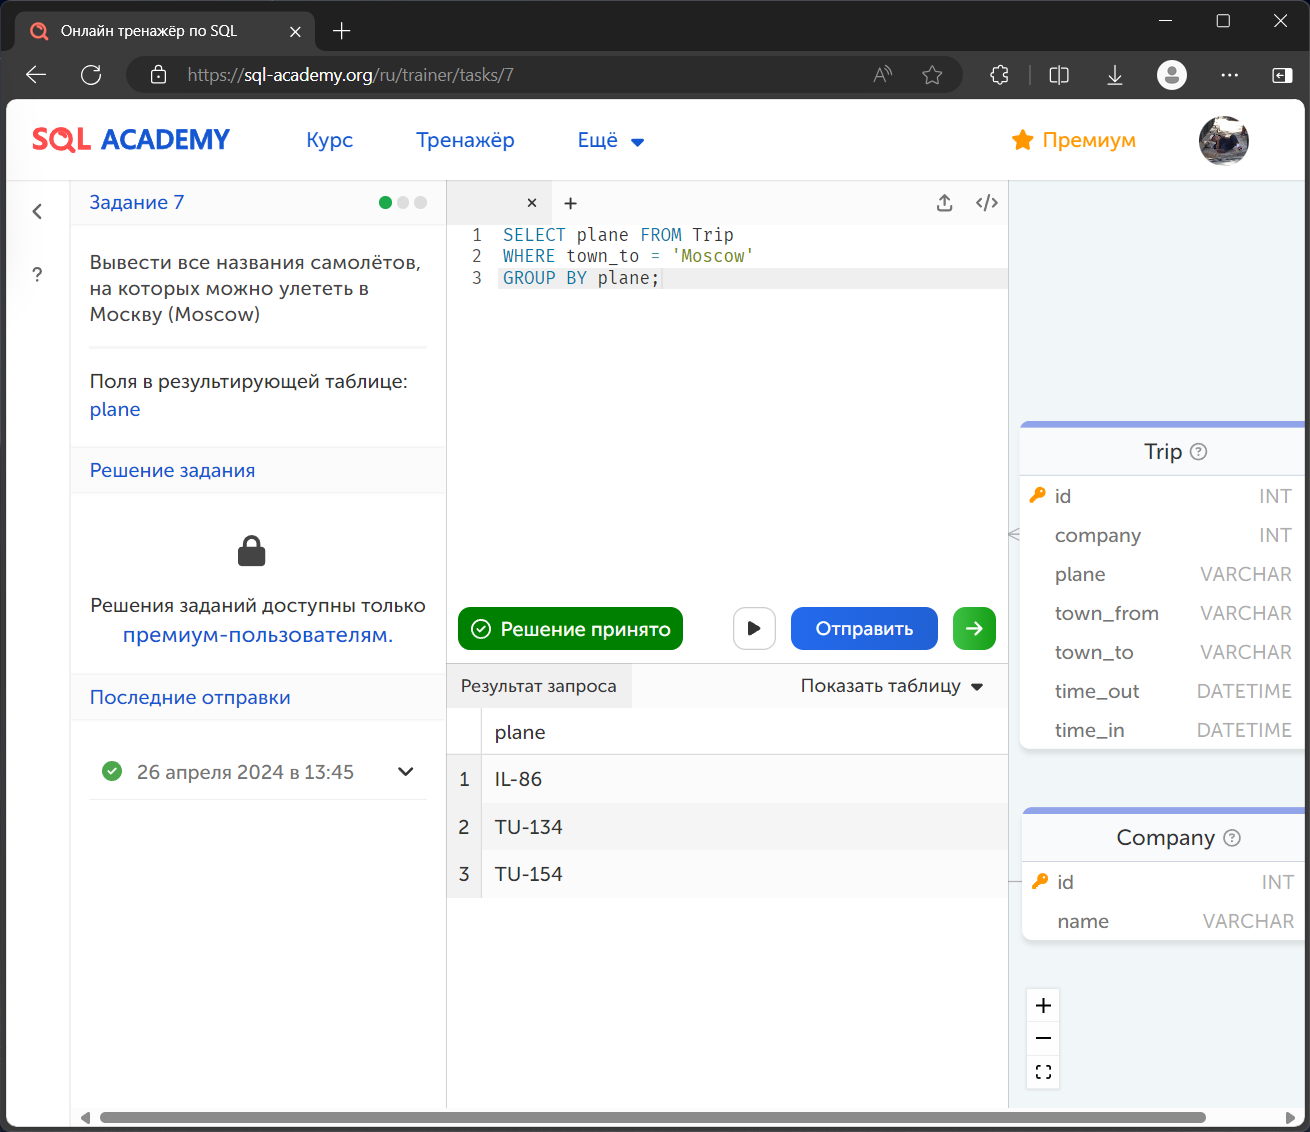 Онлайн тренажёр по SQL
https://sql-academy.org/ru/trainer/tasks/7
SQL ACADEMY
Курс
Тренажёр
Ещё
Премиум
Задание 7
Вывести все названия самолётов,
на которых можно улететь в
Москву (Moscow)
Поля в результирующей таблице:
plane
Решение задания
Решения заданий доступны только
премиум-пользователям.
Последние отправки
26 апреля 2024 в 13:45
1 SELECT plane FROM Trip
2 WHERE town_to = 'Moscow'
3 GROUP BY plane;
Решение принято
Отправить
Результат запроса
Показать таблицу
plane
1 IL-86
2 TU-134
3 TU-154
Trip
id INT
company INT
plane VARCHAR
town_from VARCHAR
town_to VARCHAR
time_out DATETIME
time_in DATETIME
Company
id INT
name VARCHAR